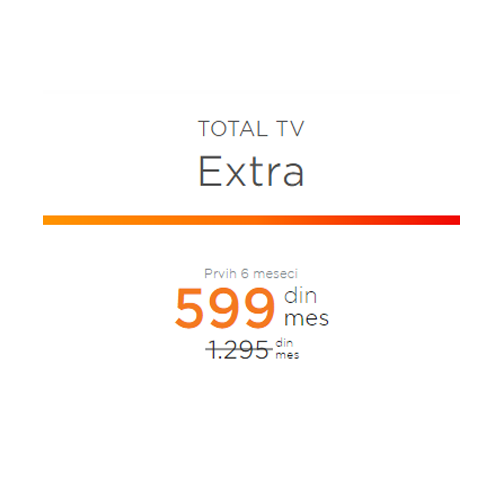 TOTAL TV
Extra
Prvih 6 meseci
599 din mes
1.295 din mes